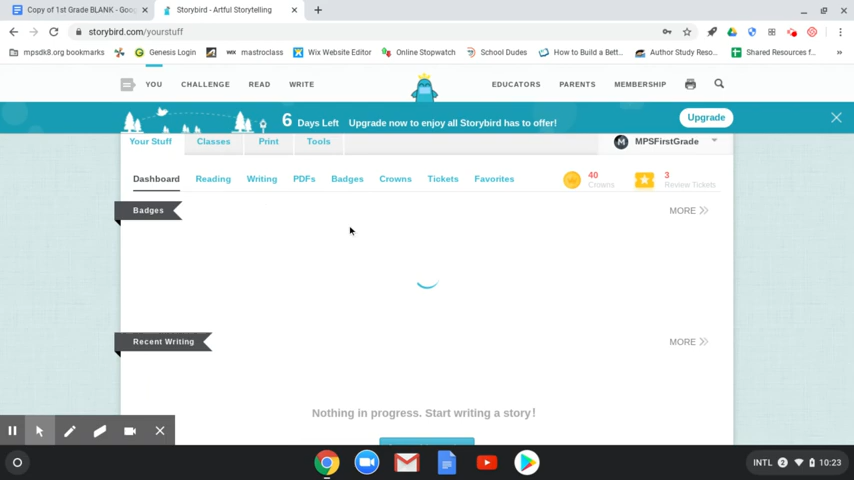 Copy of 1st Grade BLANK - Goo
Storybird - Artful Storytelling
storybird.com/yourstuff
mpsdk8.org bookmarks
Genesis Login
wix mastroclass
Wix Website Editor
Online Stopwatch
School Dudes
How to Build a Bett...
Author Study Reso...
Shared Resources f...
YOU CHALLENGE READ WRITE EDUCATORS PARENTS MEMBERSHIP
6 Days Left Upgrade now to enjoy all Storybird has to offer! Upgrade
Your Stuff Classes Print Tools M MPSFirstGrade
Dashboard Reading Writing PDFs Badges Crowns Tickets Favorites
40
Crowns
3
Review Tickets
Badges MORE
Recent Writing MORE
Nothing in progress. Start writing a story!
INTL 2 10:23